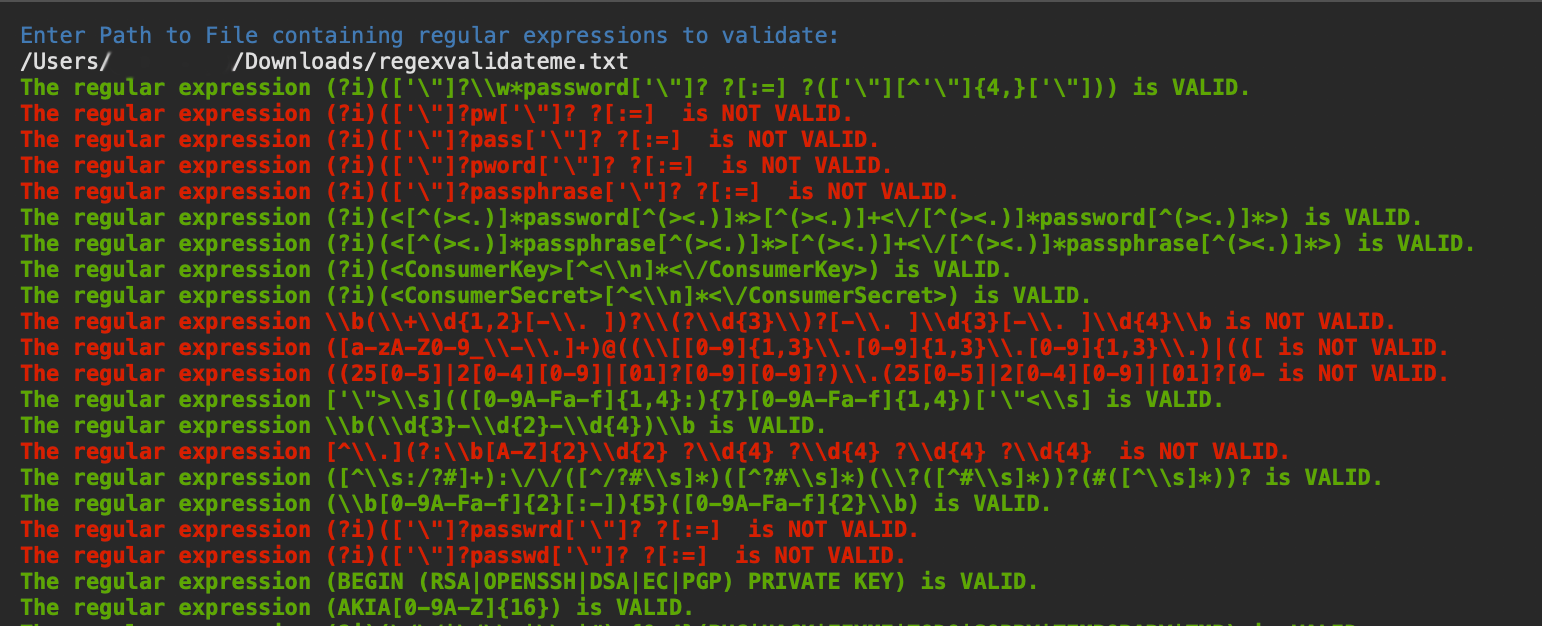 Enter Path to File containing regular expressions to validate:
/Users/ /Downloads/regexvalidateme.txt
The regular expression (?i)(['\"]?\\w*password['\"]? ?[:=] ?(['\"][^'\"]{4,}['\"])) is VALID.
The regular expression (?i)(['\"]?pw['\"]? ?[:=]  is NOT VALID.
The regular expression (?i)(['\"]?pass['\"]? ?[:=]  is NOT VALID.
The regular expression (?i)(['\"]?pword['\"]? ?[:=]  is NOT VALID.
The regular expression (?i)(['\"]?passphrase['\"]? ?[:=]  is NOT VALID.
The regular expression (?i)(<[^(><.)]*password[^(><.)]*>[^(><.)]+<\/[^(><.)]*password[^(><.)]*>) is VALID.
The regular expression (?i)(<[^(><.)]*passphrase[^(><.)]*>[^(><.)]+<\/[^(><.)]*passphrase[^(><.)]*>) is VALID.
The regular expression (?i)(<ConsumerKey>[^<\\n]*<\/ConsumerKey>) is VALID.
The regular expression (?i)(<ConsumerSecret>[^<\\n]*<\/ConsumerSecret>) is VALID.
The regular expression \\b(\\+\\d{1,2}[-\\. ])?\\(?\\d{3}\\)?[-\\. ]\\d{3}[-\\. ]\\d{4}\\b is NOT VALID.
The regular expression ([a-zA-Z0-9_\\-\\.]+)@((\\[[0-9]{1,3}\\.[0-9]{1,3}\\.[0-9]{1,3}\\.)|(([ is NOT VALID.
The regular expression ((25[0-5]|2[0-4][0-9]|[01]?[0-9][0-9]?)\\.(25[0-5]|2[0-4][0-9]|[01]?[0- is NOT VALID.
The regular expression ['\">\\s](([0-9A-Fa-f]{1,4}:){7}[0-9A-Fa-f]{1,4})['\"<\\s] is VALID.
The regular expression \\b(\\d{3}-\\d{2}-\\d{4})\\b is VALID.
The regular expression [^\\.](?:\\b[A-Z]{2}\\d{2} ?\\d{4} ?\\d{4} ?\\d{4} ?\\d{4}  is NOT VALID.
The regular expression ([^\\s:/?#]+):\/\/([^/?#\\s]*)([^?#\\s]*)(\\?([^#\\s]*))?(#([^\\s]*))? is VALID.
The regular expression (\\b[0-9A-Fa-f]{2}[:-]){5}([0-9A-Fa-f]{2}\\b) is VALID.
The regular expression (?i)(['\"]?passwrd['\"]? ?[:=]  is NOT VALID.
The regular expression (?i)(['\"]?passwd['\"]? ?[:=]  is NOT VALID.
The regular expression (BEGIN (RSA|OPENSSH|DSA|EC|PGP) PRIVATE KEY) is VALID.
The regular expression (AKIA[0-9A-Z]{16}) is VALID.